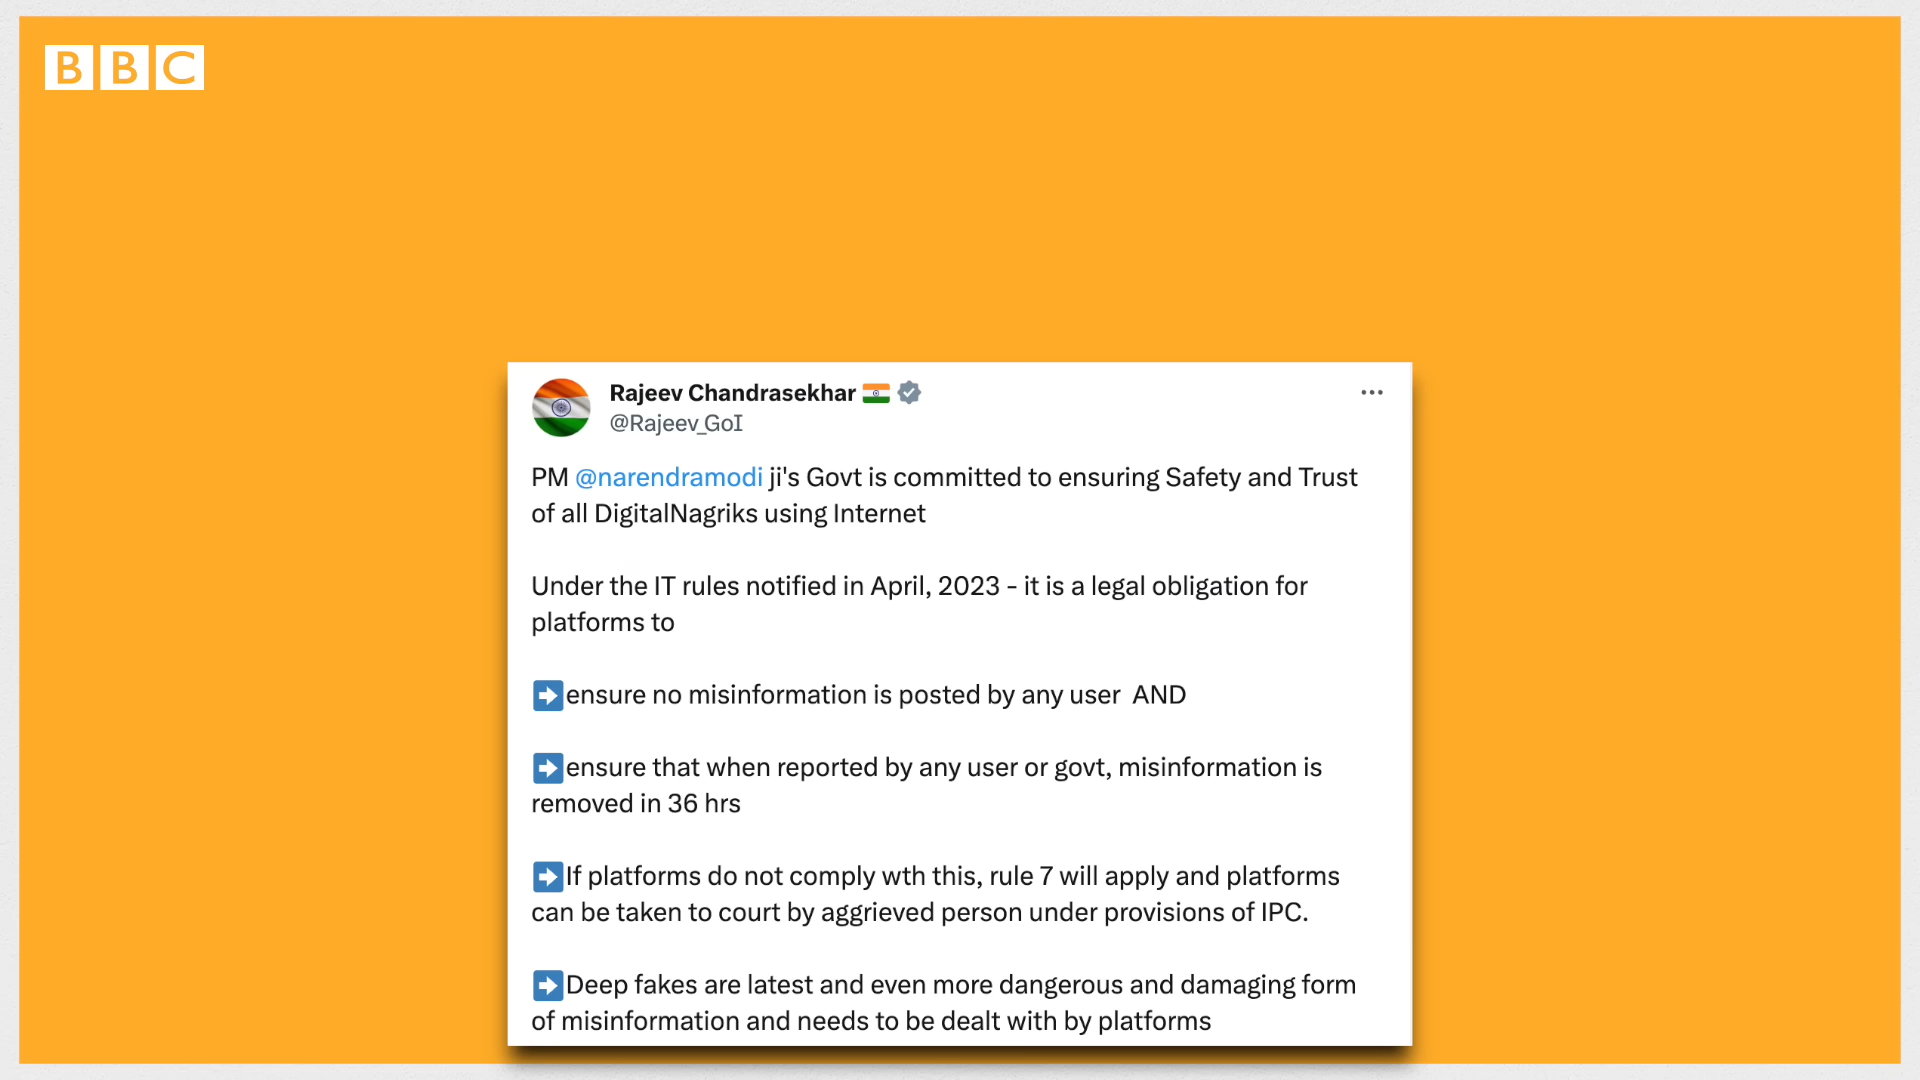 BBC
Rajeev Chandrasekhar 🇮🇳
@Rajeev_GoI
PM @narendramodi ji's Govt is committed to ensuring Safety and Trust
of all DigitalNagriks using Internet
Under the IT rules notified in April, 2023 - it is a legal obligation for
platforms to
➡️ensure no misinformation is posted by any user  AND
➡️ensure that when reported by any user or govt, misinformation is
removed in 36 hrs
➡️If platforms do not comply wth this, rule 7 will apply and platforms
can be taken to court by aggrieved person under provisions of IPC.
➡️Deep fakes are latest and even more dangerous and damaging form
of misinformation and needs to be dealt with by platforms